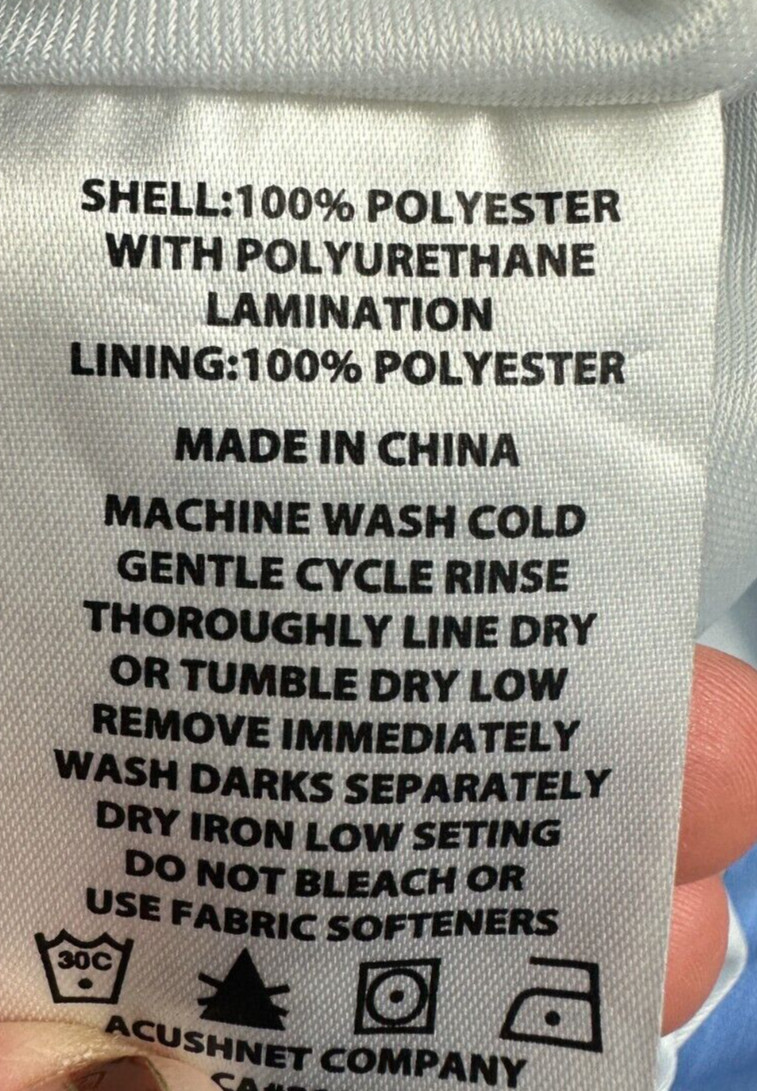 SHELL:100% POLYESTER
WITH POLYURETHANE
LAMINATION
LINING:100% POLYESTER
MADE IN CHINA
MACHINE WASH COLD
GENTLE CYCLE RINSE
THOROUGHLY LINE DRY
OR TUMBLE DRY LOW
REMOVE IMMEDIATELY
WASH DARKS SEPARATELY
DRY IRON LOW SETING
DO NOT BLEACH OR
USE FABRIC SOFTENERS
30C
ACUSHNET COMPANY